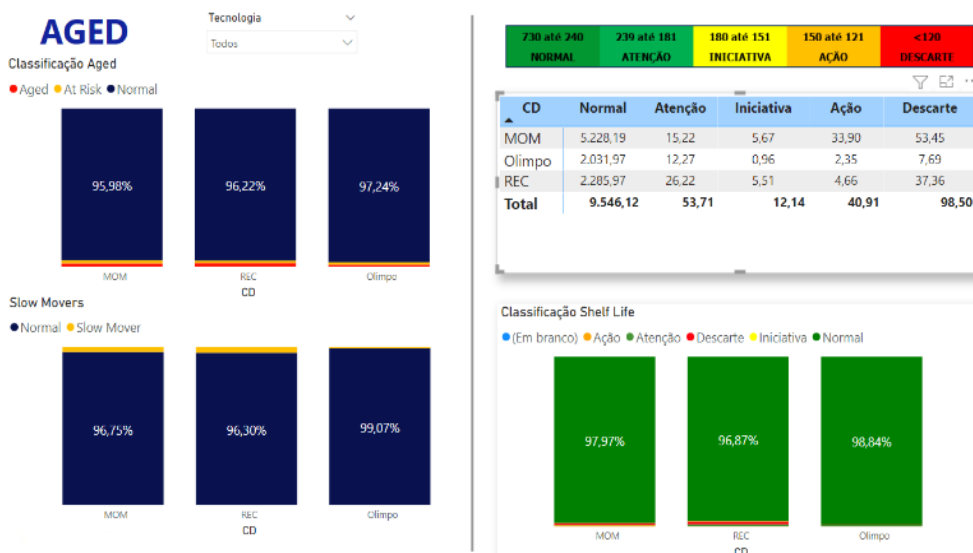 AGED
Tecnologia
Todos
Classificação Aged
Aged At Risk Normal
95,98% 96,22% 97,24%
MOM REC Olimpo
CD
Slow Movers
Normal Slow Mover
96,75% 96,30% 99,07%
MOM REC Olimpo
CD
730 até 240 239 até 181 180 até 151 150 até 121 <120
NORMAL ATENÇÃO INICIATIVA AÇÃO DESCARTE
CD Normal Atenção Iniciativa Ação Descarte
MOM 5.228,19 15,22 5,67 33,90 53,45
Olimpo 2.031,97 12,27 0,96 2,35 7,69
REC 2.285,97 26,22 5,51 4,66 37,36
Total 9.546,12 53,71 12,14 40,91 98,50
Classificação Shelf Life
(Em branco) Ação Atenção Descarte Iniciativa Normal
97,97% 96,87% 98,84%
MOM REC Olimpo
CD